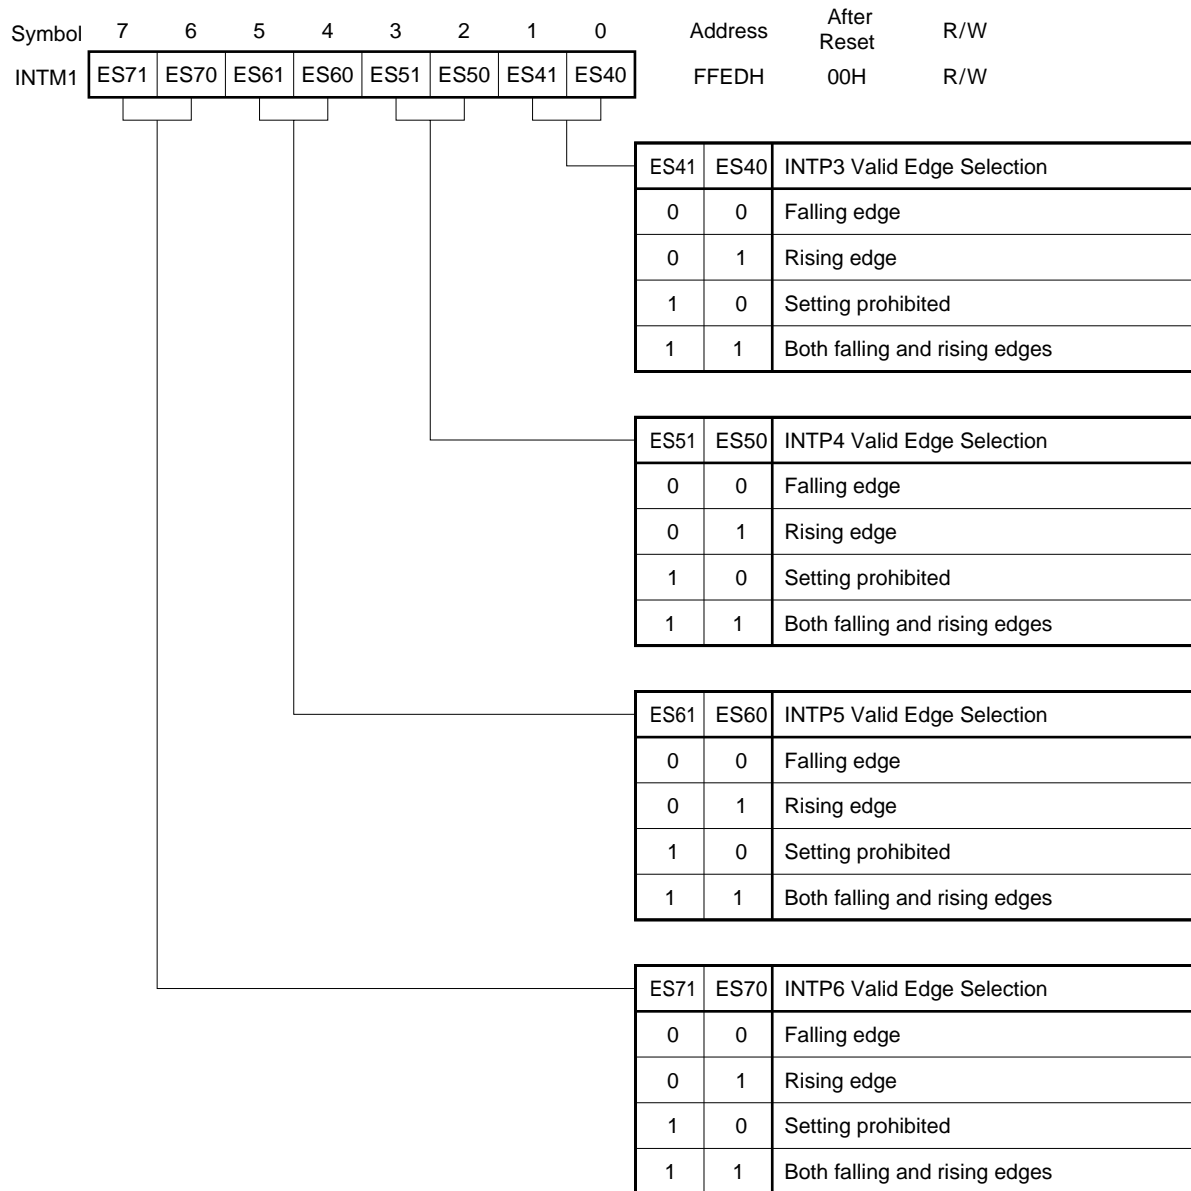 Symbol 7 6 5 4 3 2 1 0 Address After Reset R/W
INTM1 ES71 ES70 ES61 ES60 ES51 ES50 ES41 ES40 FFEDH 00H R/W
ES41 ES40 INTP3 Valid Edge Selection
0 0 Falling edge
0 1 Rising edge
1 0 Setting prohibited
1 1 Both falling and rising edges
ES51 ES50 INTP4 Valid Edge Selection
0 0 Falling edge
0 1 Rising edge
1 0 Setting prohibited
1 1 Both falling and rising edges
ES61 ES60 INTP5 Valid Edge Selection
0 0 Falling edge
0 1 Rising edge
1 0 Setting prohibited
1 1 Both falling and rising edges
ES71 ES70 INTP6 Valid Edge Selection
0 0 Falling edge
0 1 Rising edge
1 0 Setting prohibited
1 1 Both falling and rising edges